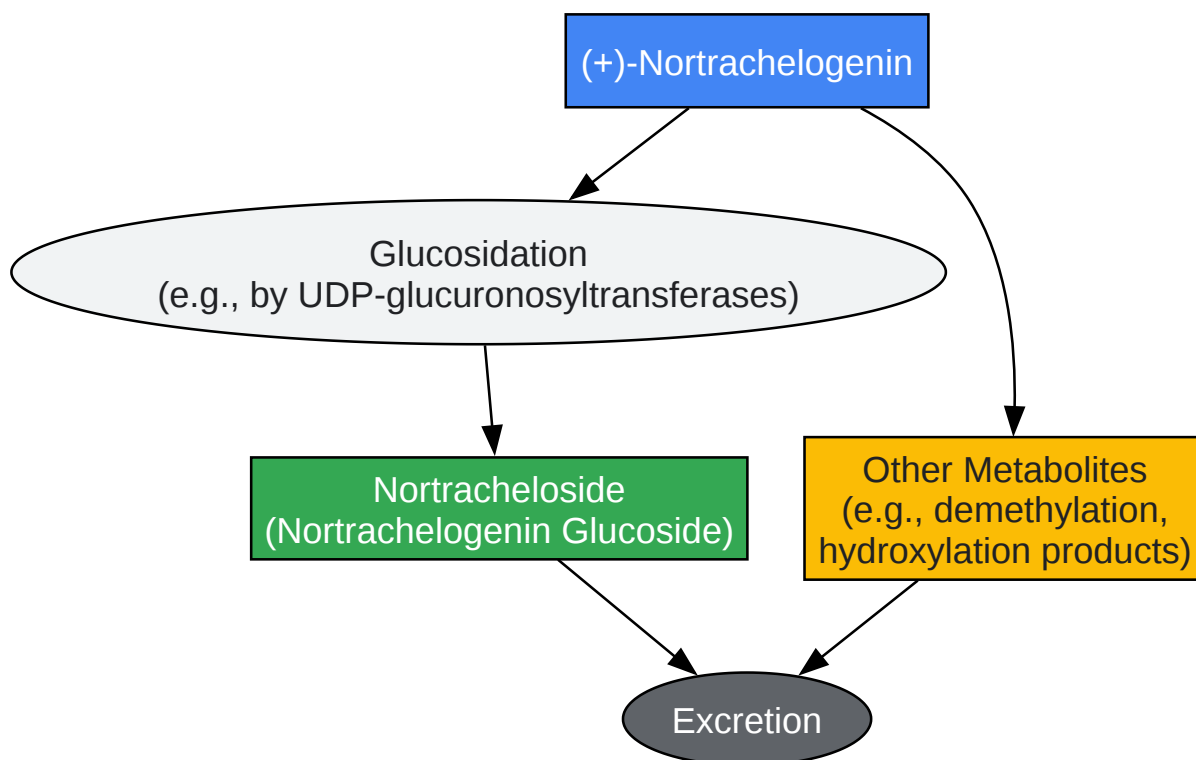 (+)-Nortrachelogenin
Glucosidation
(e.g., by UDP-glucuronosyltransferases)
Nortracheloside
(Nortrachelogenin Glucoside)
Other Metabolites
(e.g., demethylation,
hydroxylation products)
Excretion